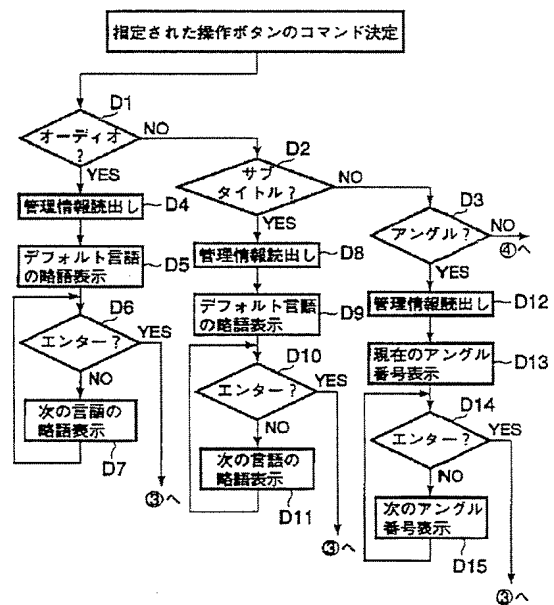 指定された操作ボタンのコマンド決定
D1
オーディオ
?
NO
YES
D2
サブ
タイトル?
NO
YES
D3
アングル?
NO
④へ
YES
管理情報読出し
D4
管理情報読出し
D8
管理情報読出し
D12
デフォルト言語
の略語表示
D5
デフォルト言語
の略語表示
D9
現在のアングル
番号表示
D13
D6
エンター?
YES
NO
D10
エンター?
YES
NO
D14
エンター?
YES
NO
次の言語の
略語表示
D7
次の言語の
略語表示
D11
次のアングル
番号表示
D15
③へ
③へ
③へ